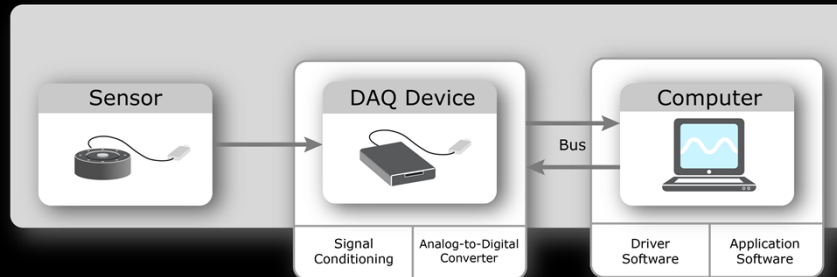 Sensor
DAQ Device
Computer
Bus
Signal
Conditioning
Analog-to-Digital
Converter
Driver
Software
Application
Software